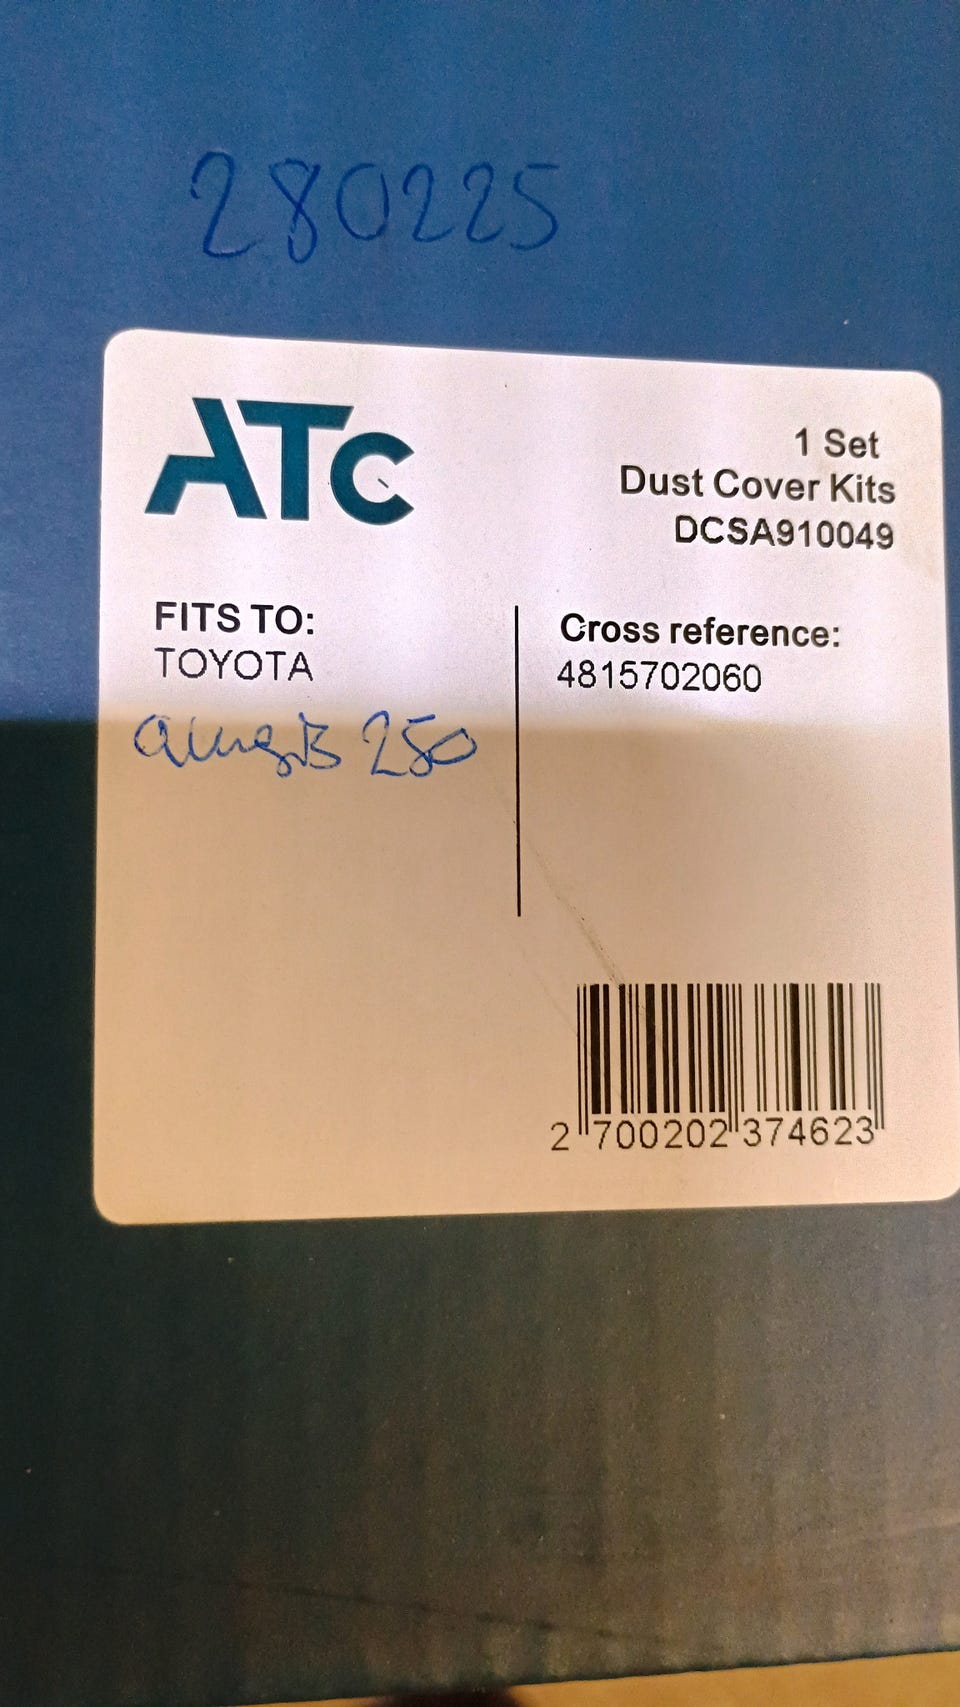 280225
ATC
1 Set
Dust Cover Kits
DCSA910049
FITS TO:
TOYOTA
250
Cross reference:
4815702060
2 700202 374623